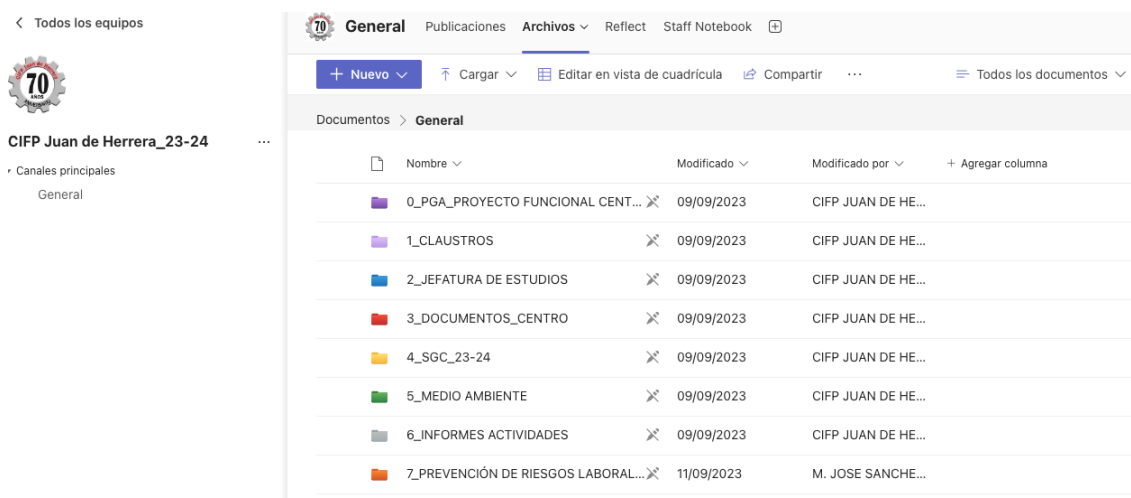 Todos los equipos
70
AÑOS
CIFP Juan de Herrera_23-24
...
Canales principales
General
70
General Publicaciones Archivos Reflect Staff Notebook
+ Nuevo Cargar Editar en vista de cuadrícula Compartir ... Todos los documentos
Documentos > General
Nombre Modificado Modificado por + Agregar columna
0_PGA_PROYECTO FUNCIONAL CENT... 09/09/2023 CIFP JUAN DE HE...
1_CLAUSTROS 09/09/2023 CIFP JUAN DE HE...
2_JEFATURA DE ESTUDIOS 09/09/2023 CIFP JUAN DE HE...
3_DOCUMENTOS_CENTRO 09/09/2023 CIFP JUAN DE HE...
4_SGC_23-24 09/09/2023 CIFP JUAN DE HE...
5_MEDIO AMBIENTE 09/09/2023 CIFP JUAN DE HE...
6_INFORMES ACTIVIDADES 09/09/2023 CIFP JUAN DE HE...
7_PREVENCIÓN DE RIESGOS LABORAL... 11/09/2023 M. JOSE SANCHE...